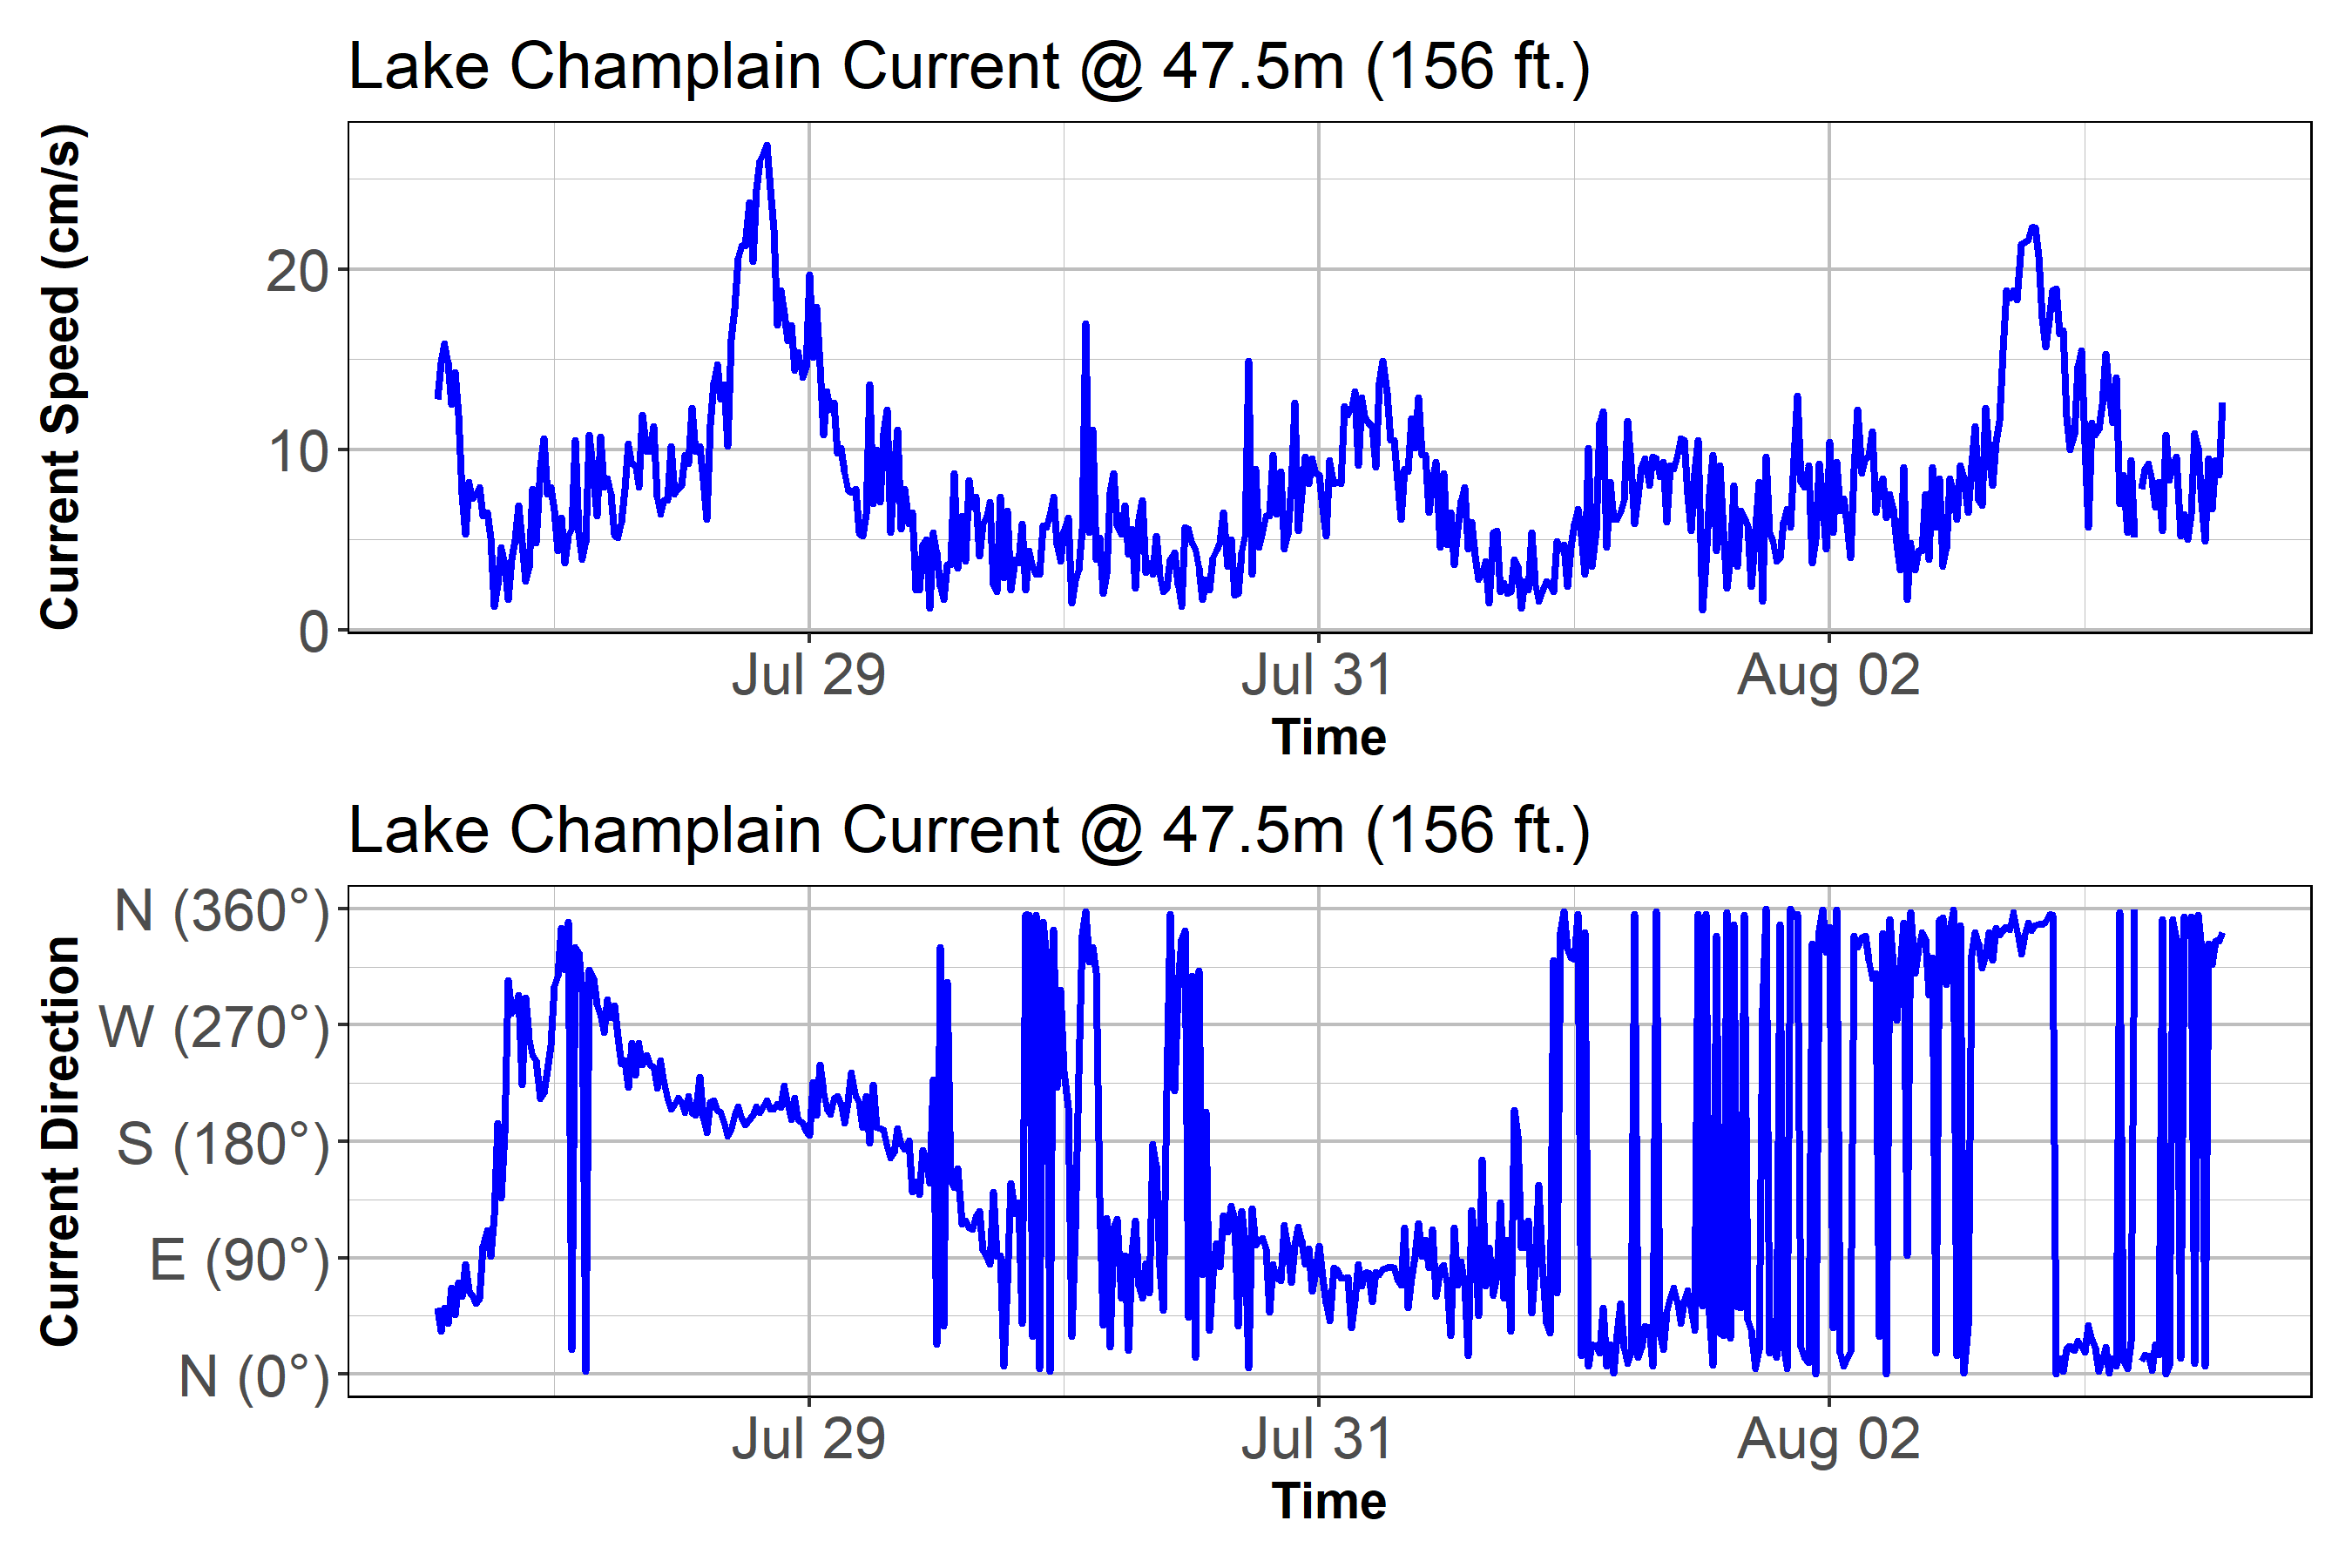 Lake Champlain Current @ 47.5m (156 ft.)
Current Speed (cm/s)
20
10
0
Jul 29 Jul 31 Aug 02
Time
Lake Champlain Current @ 47.5m (156 ft.)
Current Direction
N (360°)
W (270°)
S (180°)
E (90°)
N (0°)
Jul 29 Jul 31 Aug 02
Time